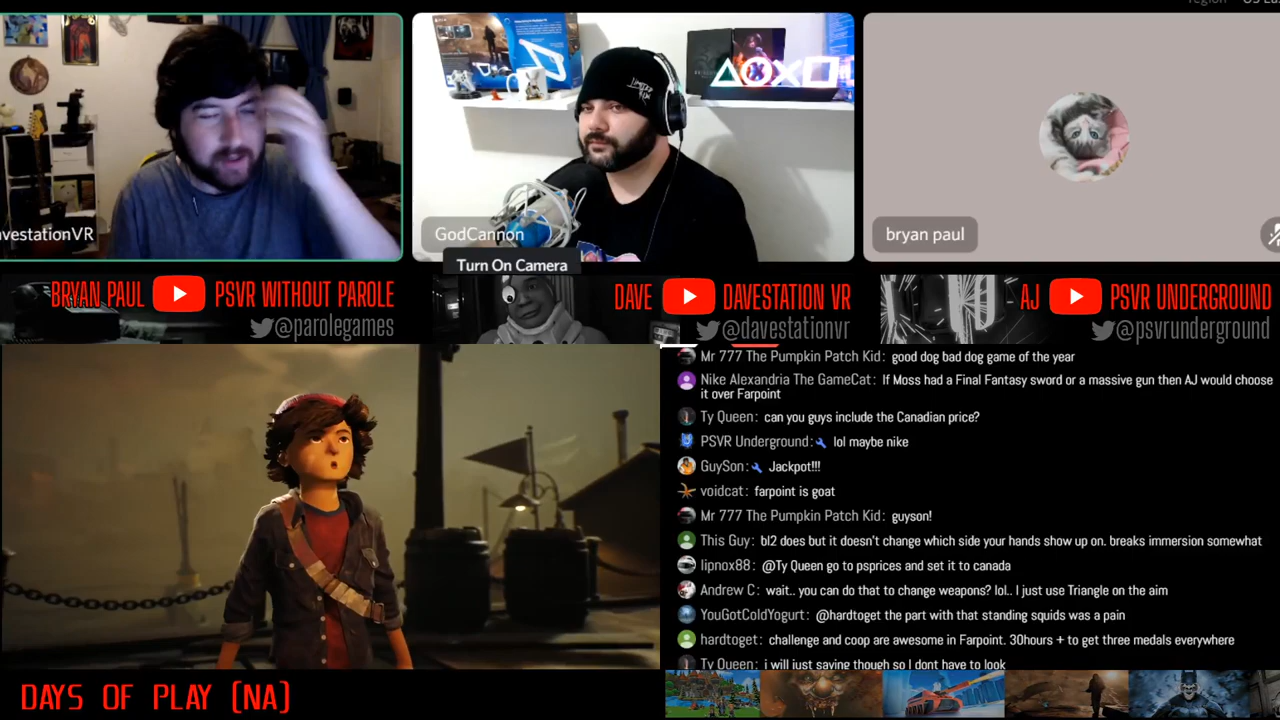 avestationVR
GodCannon
Turn On Camera
bryan paul
BRYAN PAUL PSVR WITHOUT PAROLE
@parolegames
DAVE DAVESTATION VR
@davestationvr
AJ PSVR UNDERGROUND
@psvrunderground
Mr 777 The Pumpkin Patch Kid: good dog bad dog game of the year
Nike Alexandria The GameCat: If Moss had a Final Fantasy sword or a massive gun then AJ would choose
it over Farpoint
Ty Queen: can you guys include the Canadian price?
PSVR Underground: lol maybe nike
GuySon: Jackpot!!!
voidcat: farpoint is goat
Mr 777 The Pumpkin Patch Kid: guyson!
This Guy: bl2 does but it doesn't change which side your hands show up on. breaks immersion somewhat
lipnox88: @Ty Queen go to psprices and set it to canada
Andrew C: wait.. you can do that to change weapons? lol.. I just use Triangle on the aim
YouGotColdYogurt: @hardtoget the part with that standing squids was a pain
hardtoget: challenge and coop are awesome in Farpoint. 30hours + to get three medals everywhere
Ty Queen: i will just saying though so I dont have to look
DAYS OF PLAY (NA)